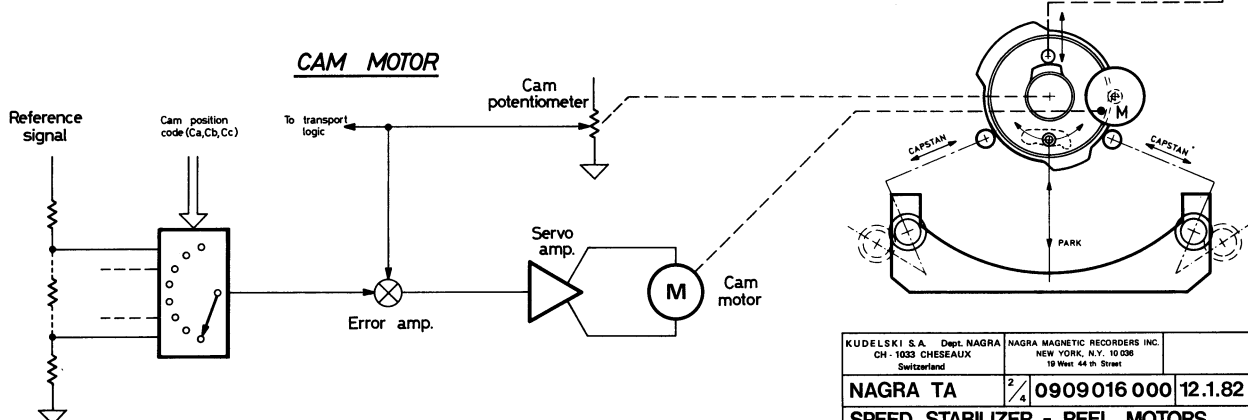 CAM MOTOR
Cam
potentiometer
Reference
signal
Cam position
code (Ca,Cb,Cc)
To transport
logic
M
CAPSTAN
CAPSTAN
PARK
Servo
amp.
M
Cam
motor
Error amp.
KUDELSKI S.A. Dept. NAGRA
CH - 1033 CHESEAUX
Switzerland
NAGRA MAGNETIC RECORDERS INC.
NEW YORK, N.Y. 10 036
19 West 44 th Street
NAGRA TA 2/4 0909016 000 12.1.82
SPEED STABILIZER - REEL MOTORS